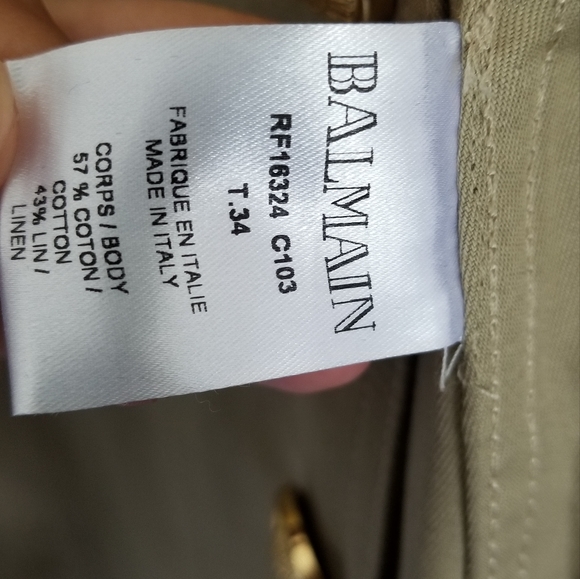 BALMAIN
RF16324 C103
T.34
FABRIQUE EN ITALIE
MADE IN ITALY
CORPS / BODY
57 % COTON /
COTTON
43% LIN /
LINEN